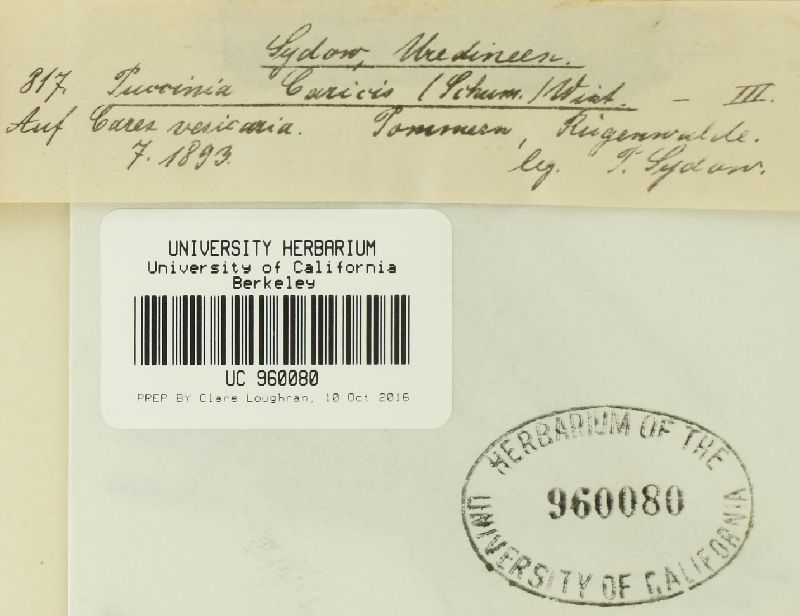 Sydow, Uredineen.
817. Puccinia Caricis (Schum.) Wint. — III.
Auf Carex vesicaria. Pommern, Rügenwalde.
7. 1893. leg. P. Sydow.
UNIVERSITY HERBARIUM
University of California
Berkeley
UC 960080
PREP BY Clare Loughran, 10 Oct 2016
HERBARIUM OF THE
960080
UNIVERSITY OF CALIFORNIA